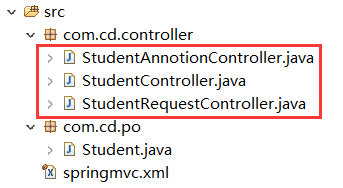 src
com.cd.controller
StudentAnnotionController.java
StudentController.java
StudentRequestController.java
com.cd.po
Student.java
springmvc.xml